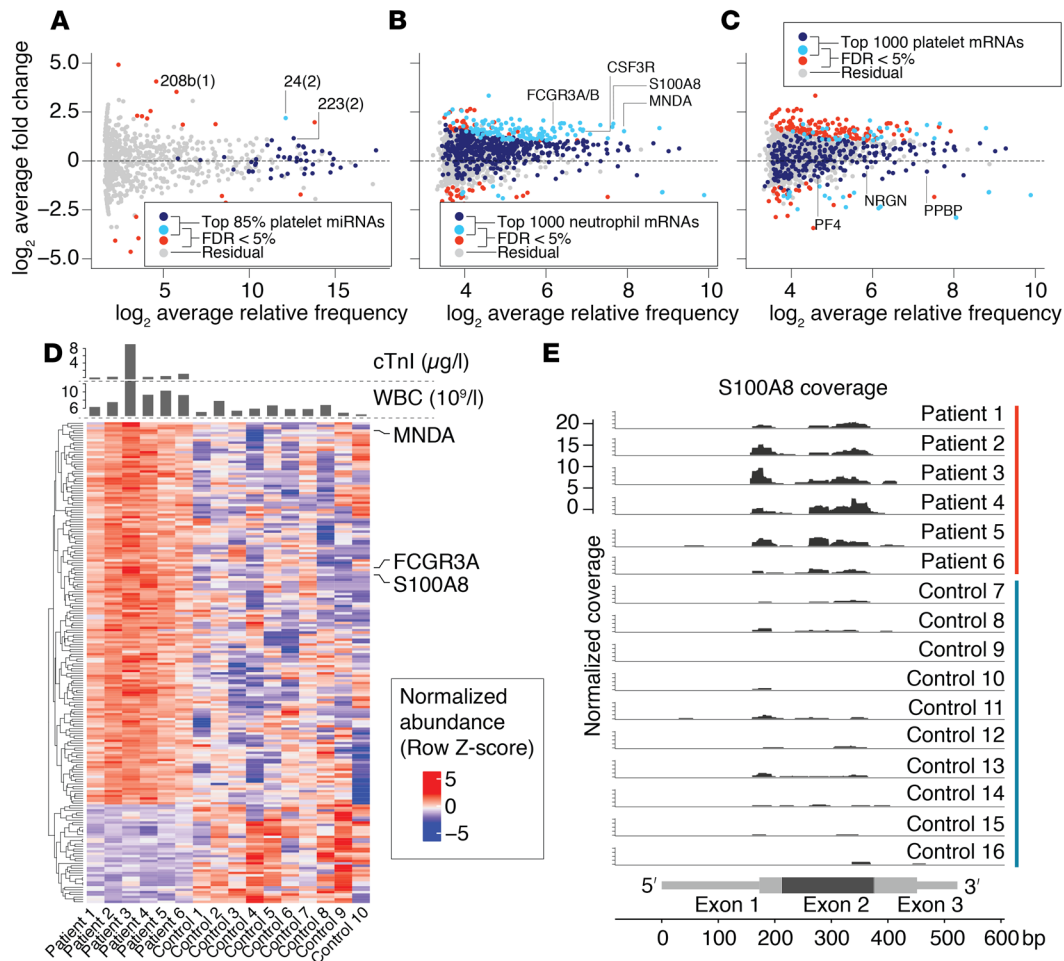 A
log2 average fold change
5.0
2.5
0
−2.5
−5.0
208b(1)
24(2)
223(2)
Top 85% platelet miRNAs
FDR < 5%
Residual
5
10
15
log2 average relative frequency
B
CSF3R
S100A8
FCGR3A/B
MNDA
Top 1000 neutrophil mRNAs
FDR < 5%
Residual
4
6
8
10
log2 average relative frequency
C
Top 1000 platelet mRNAs
FDR < 5%
Residual
NRGN
PF4
PPBP
4
6
8
10
log2 average relative frequency
D
8
4
cTnI (μg/l)
10
6
WBC (10⁹/l)
MNDA
FCGR3A
S100A8
Normalized
abundance
(Row Z-score)
5
0
−5
Patient 1
Patient 2
Patient 3
Patient 4
Patient 5
Patient 6
Control 1
Control 2
Control 3
Control 4
Control 5
Control 6
Control 7
Control 8
Control 9
Control 10
E
S100A8 coverage
Normalized coverage
20
15
10
5
0
Patient 1
Patient 2
Patient 3
Patient 4
Patient 5
Patient 6
Control 7
Control 8
Control 9
Control 10
Control 11
Control 12
Control 13
Control 14
Control 15
Control 16
5′
3′
Exon 1
Exon 2
Exon 3
0 100 200 300 400 500 600 bp